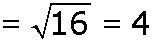 = √16 = 4